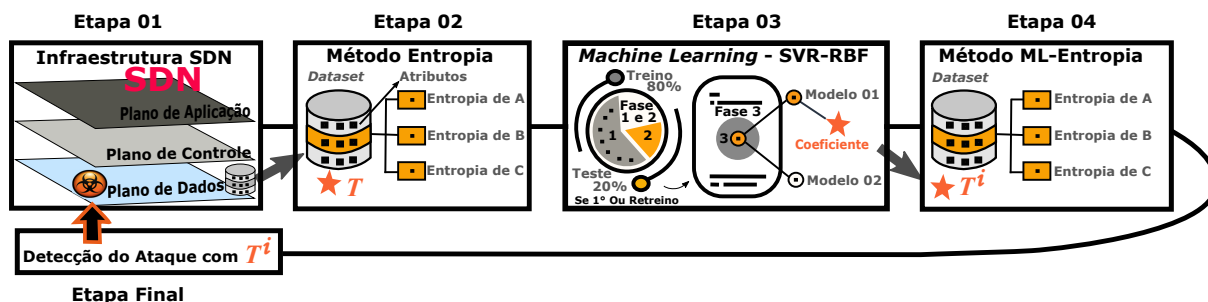 Etapa 01
Infraestrutura SDN
SDN
Plano de Aplicação
Plano de Controle
Plano de Dados
Etapa 02
Método Entropia
Dataset
Atributos
Entropia de A
Entropia de B
Entropia de C
T
Etapa 03
Machine Learning - SVR-RBF
Treino
80%
Fase
1 e 2
1
2
Teste
20%
Se 1° Ou Retreino
Fase 3
3
Modelo 01
Coeficiente
Modelo 02
Etapa 04
Método ML-Entropia
Dataset
Entropia de A
Entropia de B
Entropia de C
T^i
Detecção do Ataque com T^i
Etapa Final